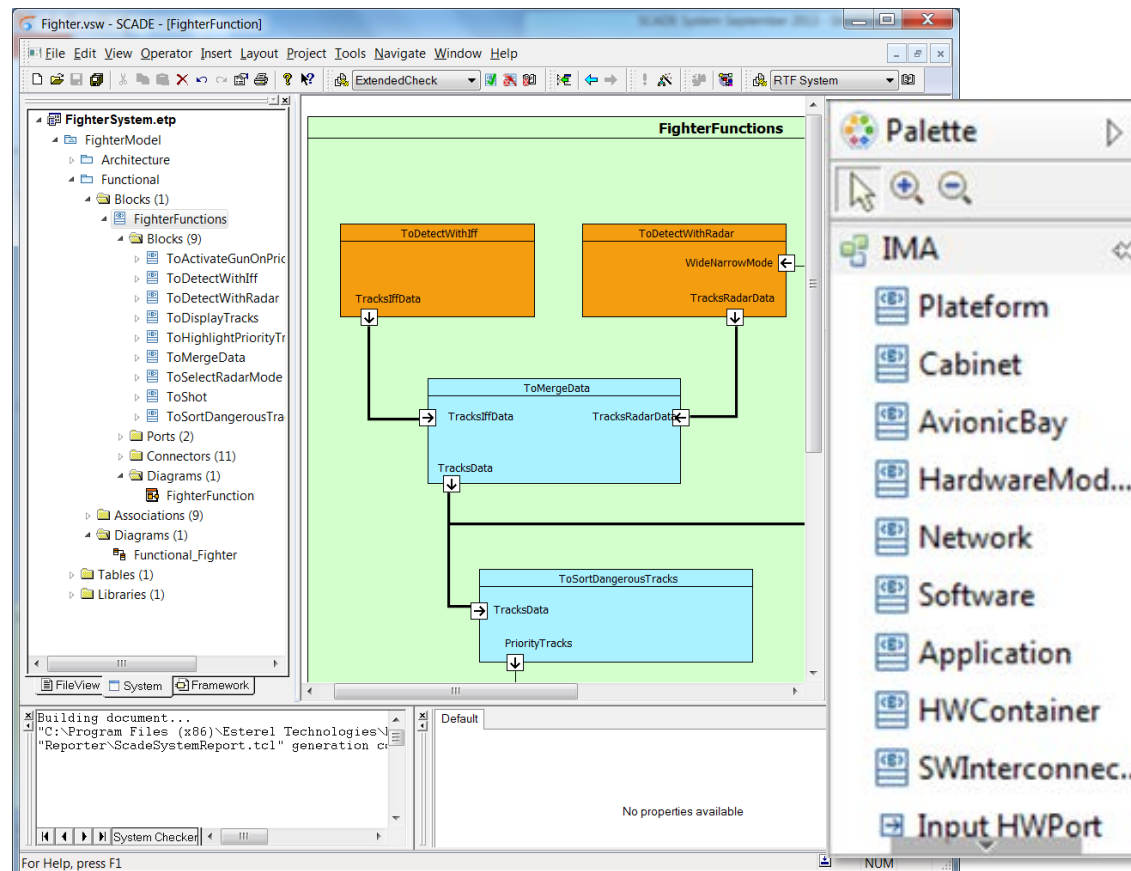 Fighter.vsw - SCADE - [FighterFunction]
File Edit View Operator Insert Layout Project Tools Navigate Window Help
ExtendedCheck
RTF System
FighterSystem.etp
FighterModel
Architecture
Functional
Blocks (1)
FighterFunctions
Blocks (9)
ToActivateGunOnPric
ToDetectWithIff
ToDetectWithRadar
ToDisplayTracks
ToHighlightPriorityTr
ToMergeData
ToSelectRadarMode
ToShot
ToSortDangerousTra
Ports (2)
Connectors (11)
Diagrams (1)
FighterFunction
Associations (9)
Diagrams (1)
Functional_Fighter
Tables (1)
Libraries (1)
FileView System Framework
FighterFunctions
ToDetectWithIff
TracksIffData
ToDetectWithRadar
WideNarrowMode
TracksRadarData
ToMergeData
TracksIffData
TracksRadarData
TracksData
ToSortDangerousTracks
TracksData
PriorityTracks
Palette
IMA
Plateform
Cabinet
AvionicBay
HardwareMod...
Network
Software
Application
HWContainer
SWInterconnec..
Input HWPort
Building document...
"C:\Program Files (x86)\Esterel Technologies\
"Reporter\ScadeSystemReport.tcl" generation c
System Checker
Default
No properties available
For Help, press F1
NUM